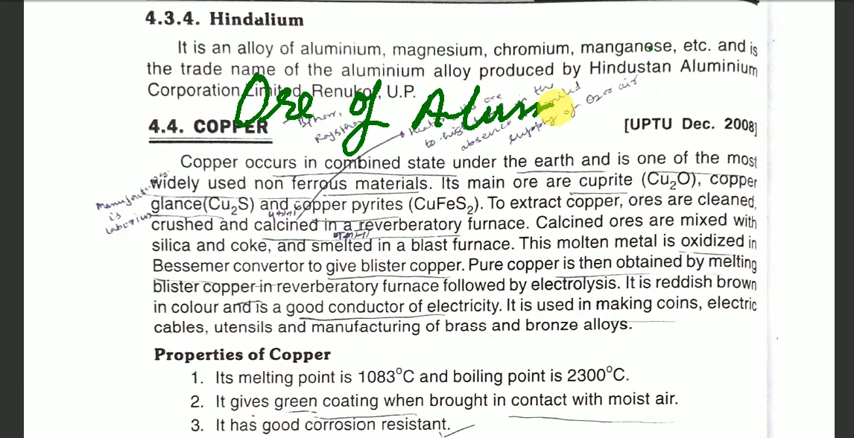 4.3.4. Hindalium
It is an alloy of aluminium, magnesium, chromium, manganese, etc. and is
the trade name of the aluminium alloy produced by Hindustan Aluminium
Corporation Limited, Renukot, U.P.
Ore of Alum
4.4. COPPER
[UPTU Dec. 2008]
Copper occurs in combined state under the earth and is one of the most
widely used non ferrous materials. Its main ore are cuprite (Cu₂O), copper
glance(Cu₂S) and copper pyrites (CuFeS₂). To extract copper, ores are cleaned,
crushed and calcined in a reverberatory furnace. Calcined ores are mixed with
silica and coke, and smelted in a blast furnace. This molten metal is oxidized in
Bessemer convertor to give blister copper. Pure copper is then obtained by melting
blister copper in reverberatory furnace followed by electrolysis. It is reddish brown
in colour and is a good conductor of electricity. It is used in making coins, electric
cables, utensils and manufacturing of brass and bronze alloys.
Properties of Copper
1. Its melting point is 1083°C and boiling point is 2300°C.
2. It gives green coating when brought in contact with moist air.
3. It has good corrosion resistant.